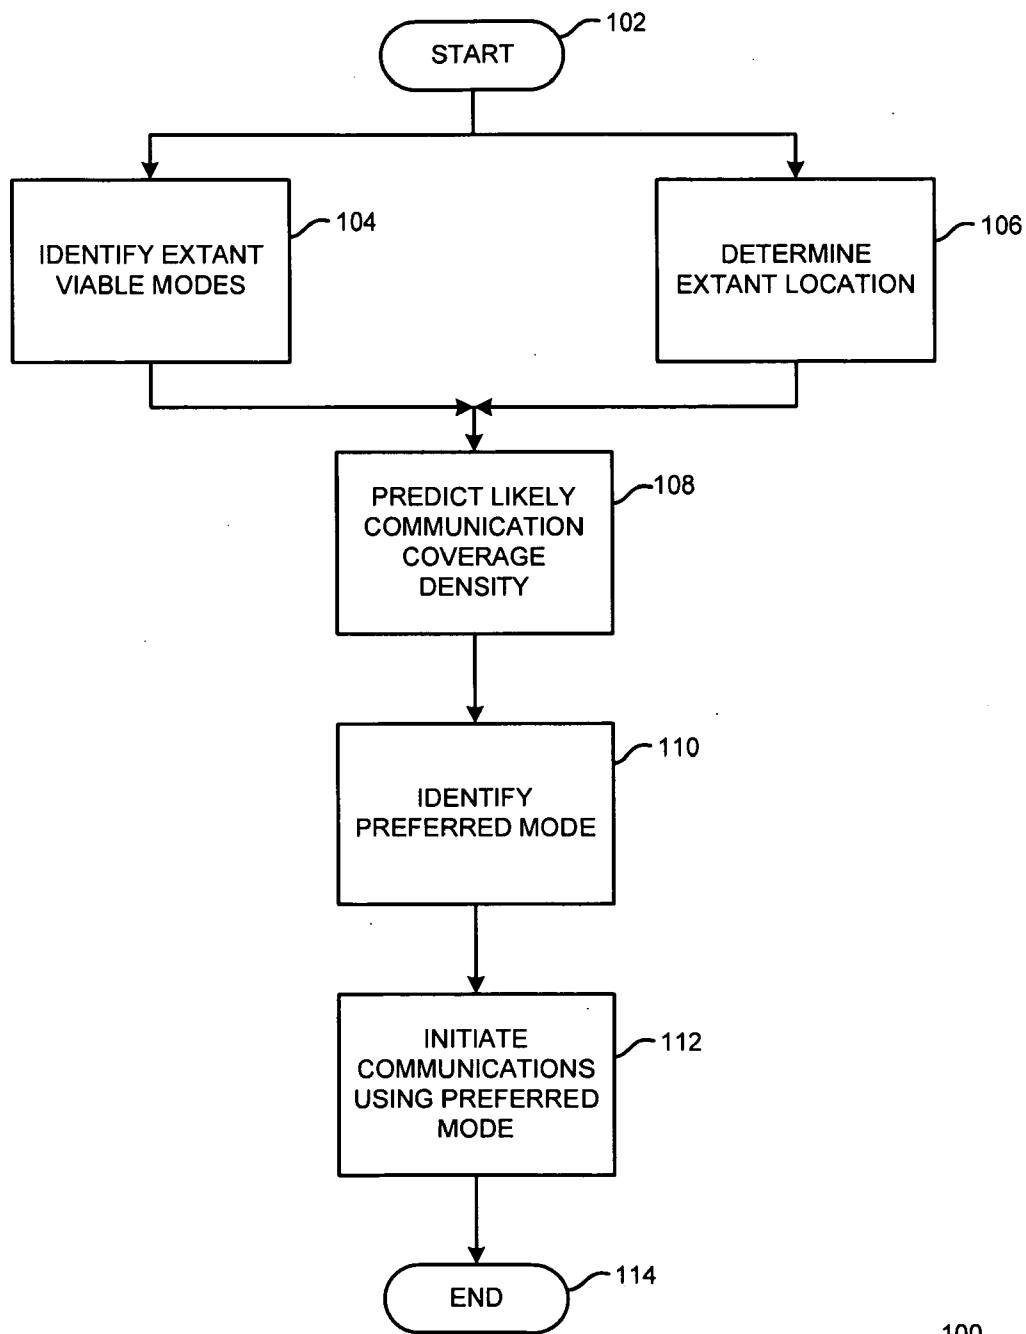 START
102
IDENTIFY EXTANT
VIABLE MODES
104
DETERMINE
EXTANT LOCATION
106
PREDICT LIKELY
COMMUNICATION
COVERAGE
DENSITY
108
IDENTIFY
PREFERRED MODE
110
INITIATE
COMMUNICATIONS
USING PREFERRED
MODE
112
END
114
100